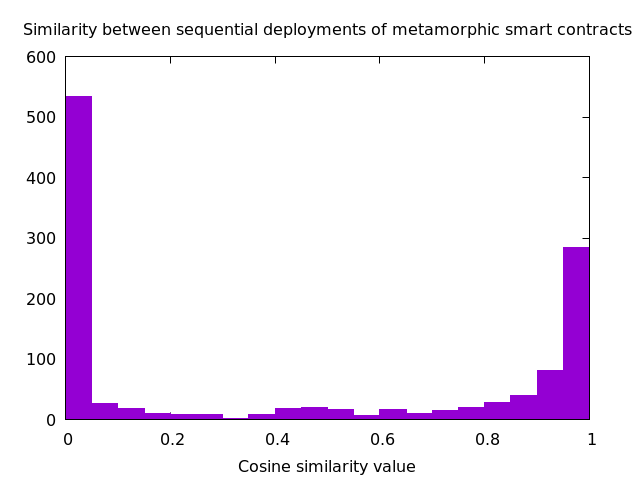 Similarity between sequential deployments of metamorphic smart contracts
600
500
400
300
200
100
0
0 0.2 0.4 0.6 0.8 1
Cosine similarity value